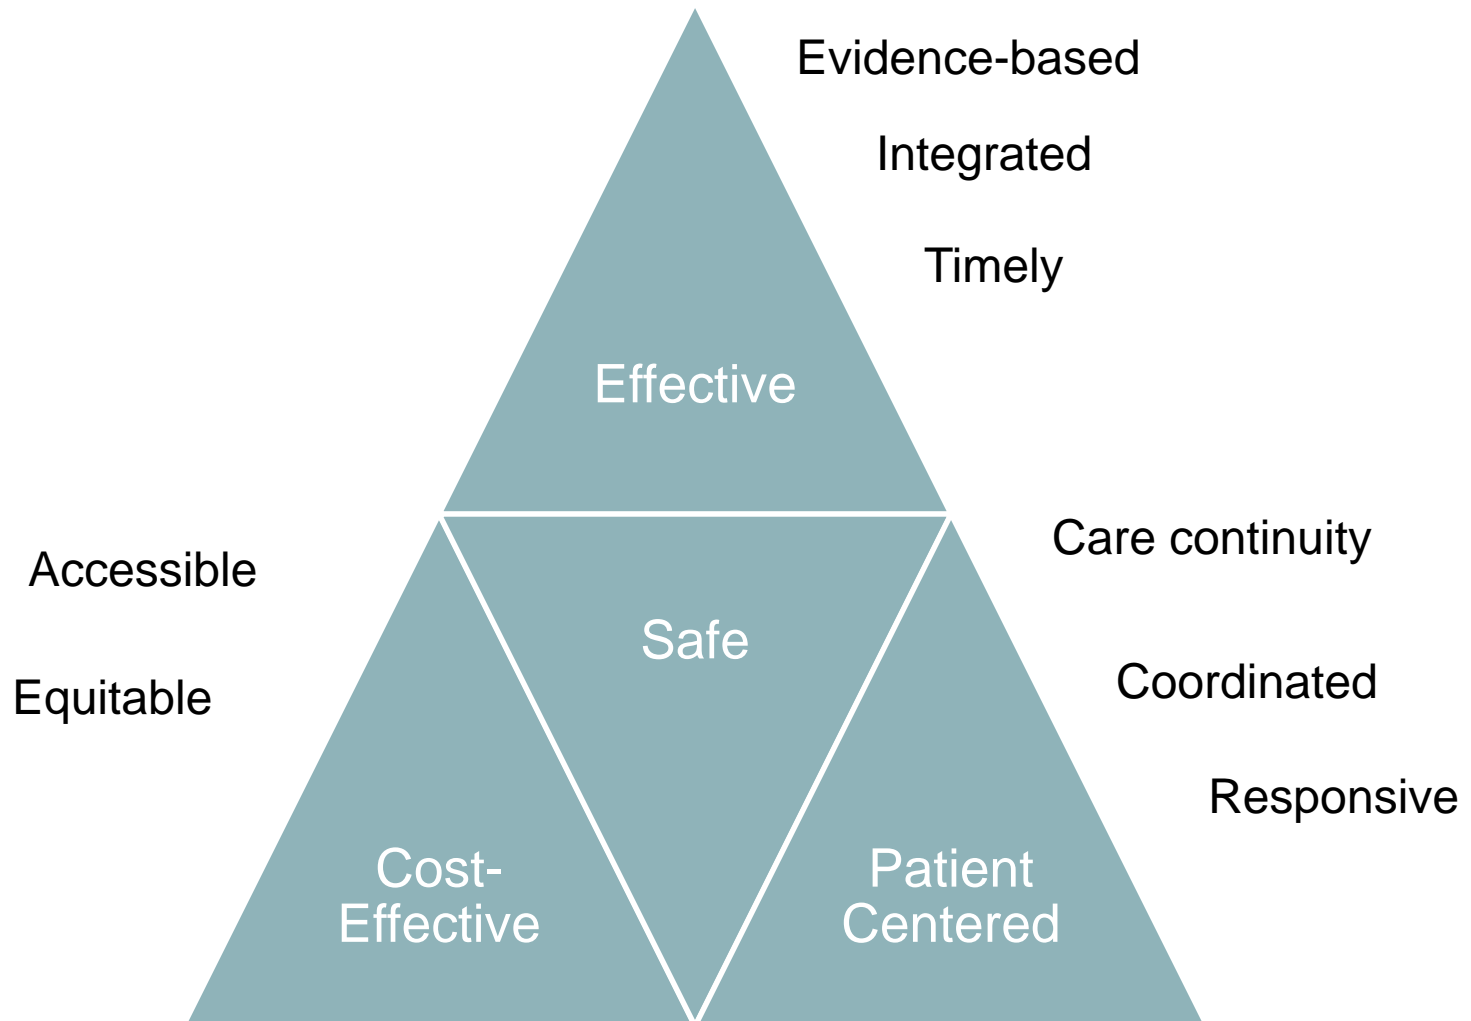 Evidence-based
Integrated
Timely
Effective
Care continuity
Accessible
Safe
Coordinated
Equitable
Responsive
Cost-
Effective
Patient
Centered